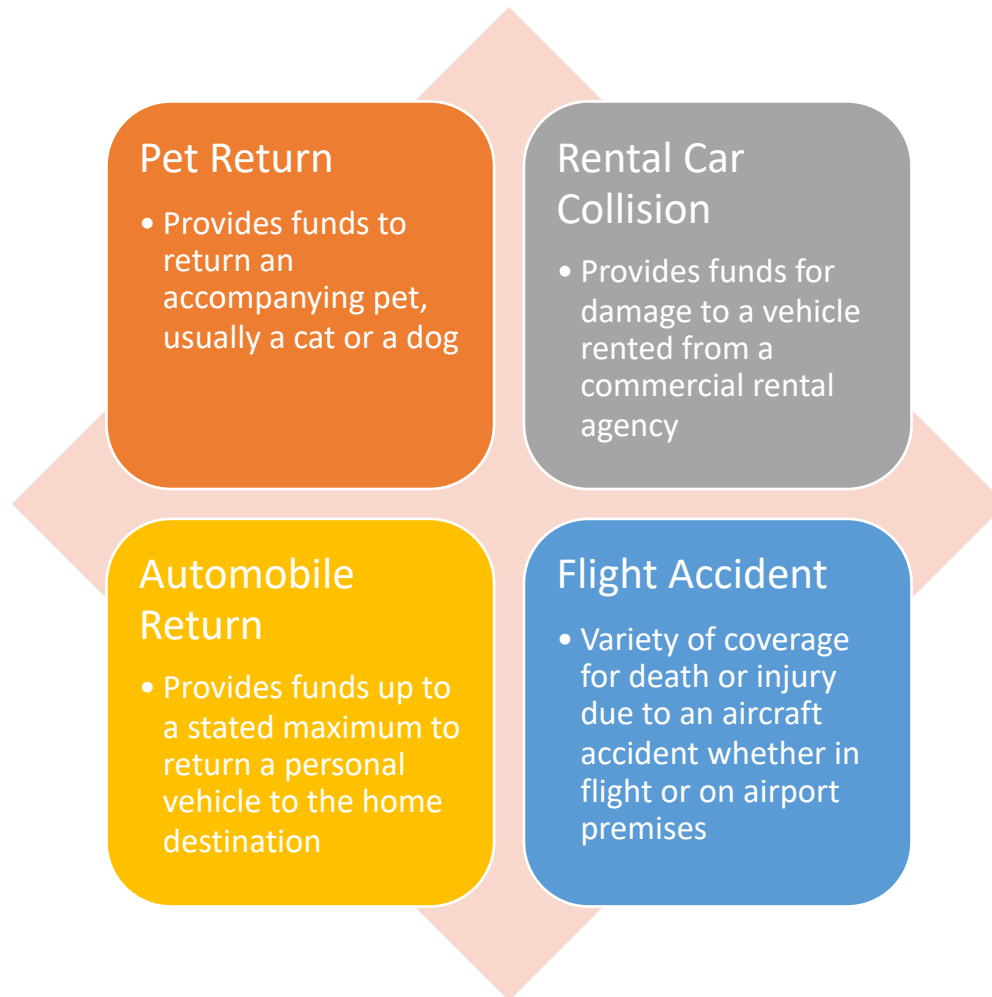 Pet Return
• Provides funds to
return an
accompanying pet,
usually a cat or a dog
Rental Car
Collision
• Provides funds for
damage to a vehicle
rented from a
commercial rental
agency
Automobile
Return
• Provides funds up to
a stated maximum to
return a personal
vehicle to the home
destination
Flight Accident
• Variety of coverage
for death or injury
due to an aircraft
accident whether in
flight or on airport
premises